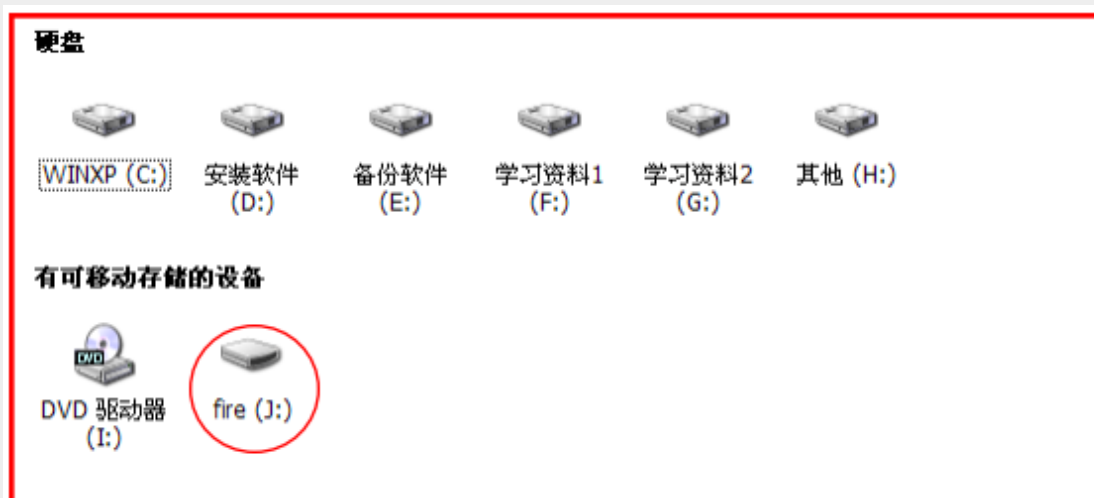 硬盘
WINXP (C:)
安装软件
(D:)
备份软件
(E:)
学习资料1
(F:)
学习资料2
(G:)
其他 (H:)
有可移动存储的设备
DVD
DVD 驱动器
(I:)
fire (J:)